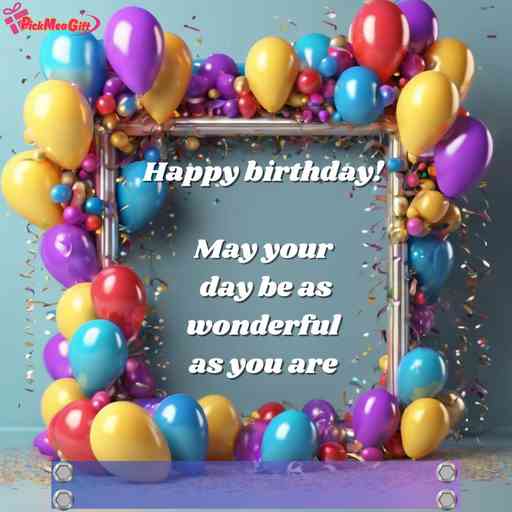 PickMeeGift
Happy birthday!
May your
day be as
wonderful
as you are